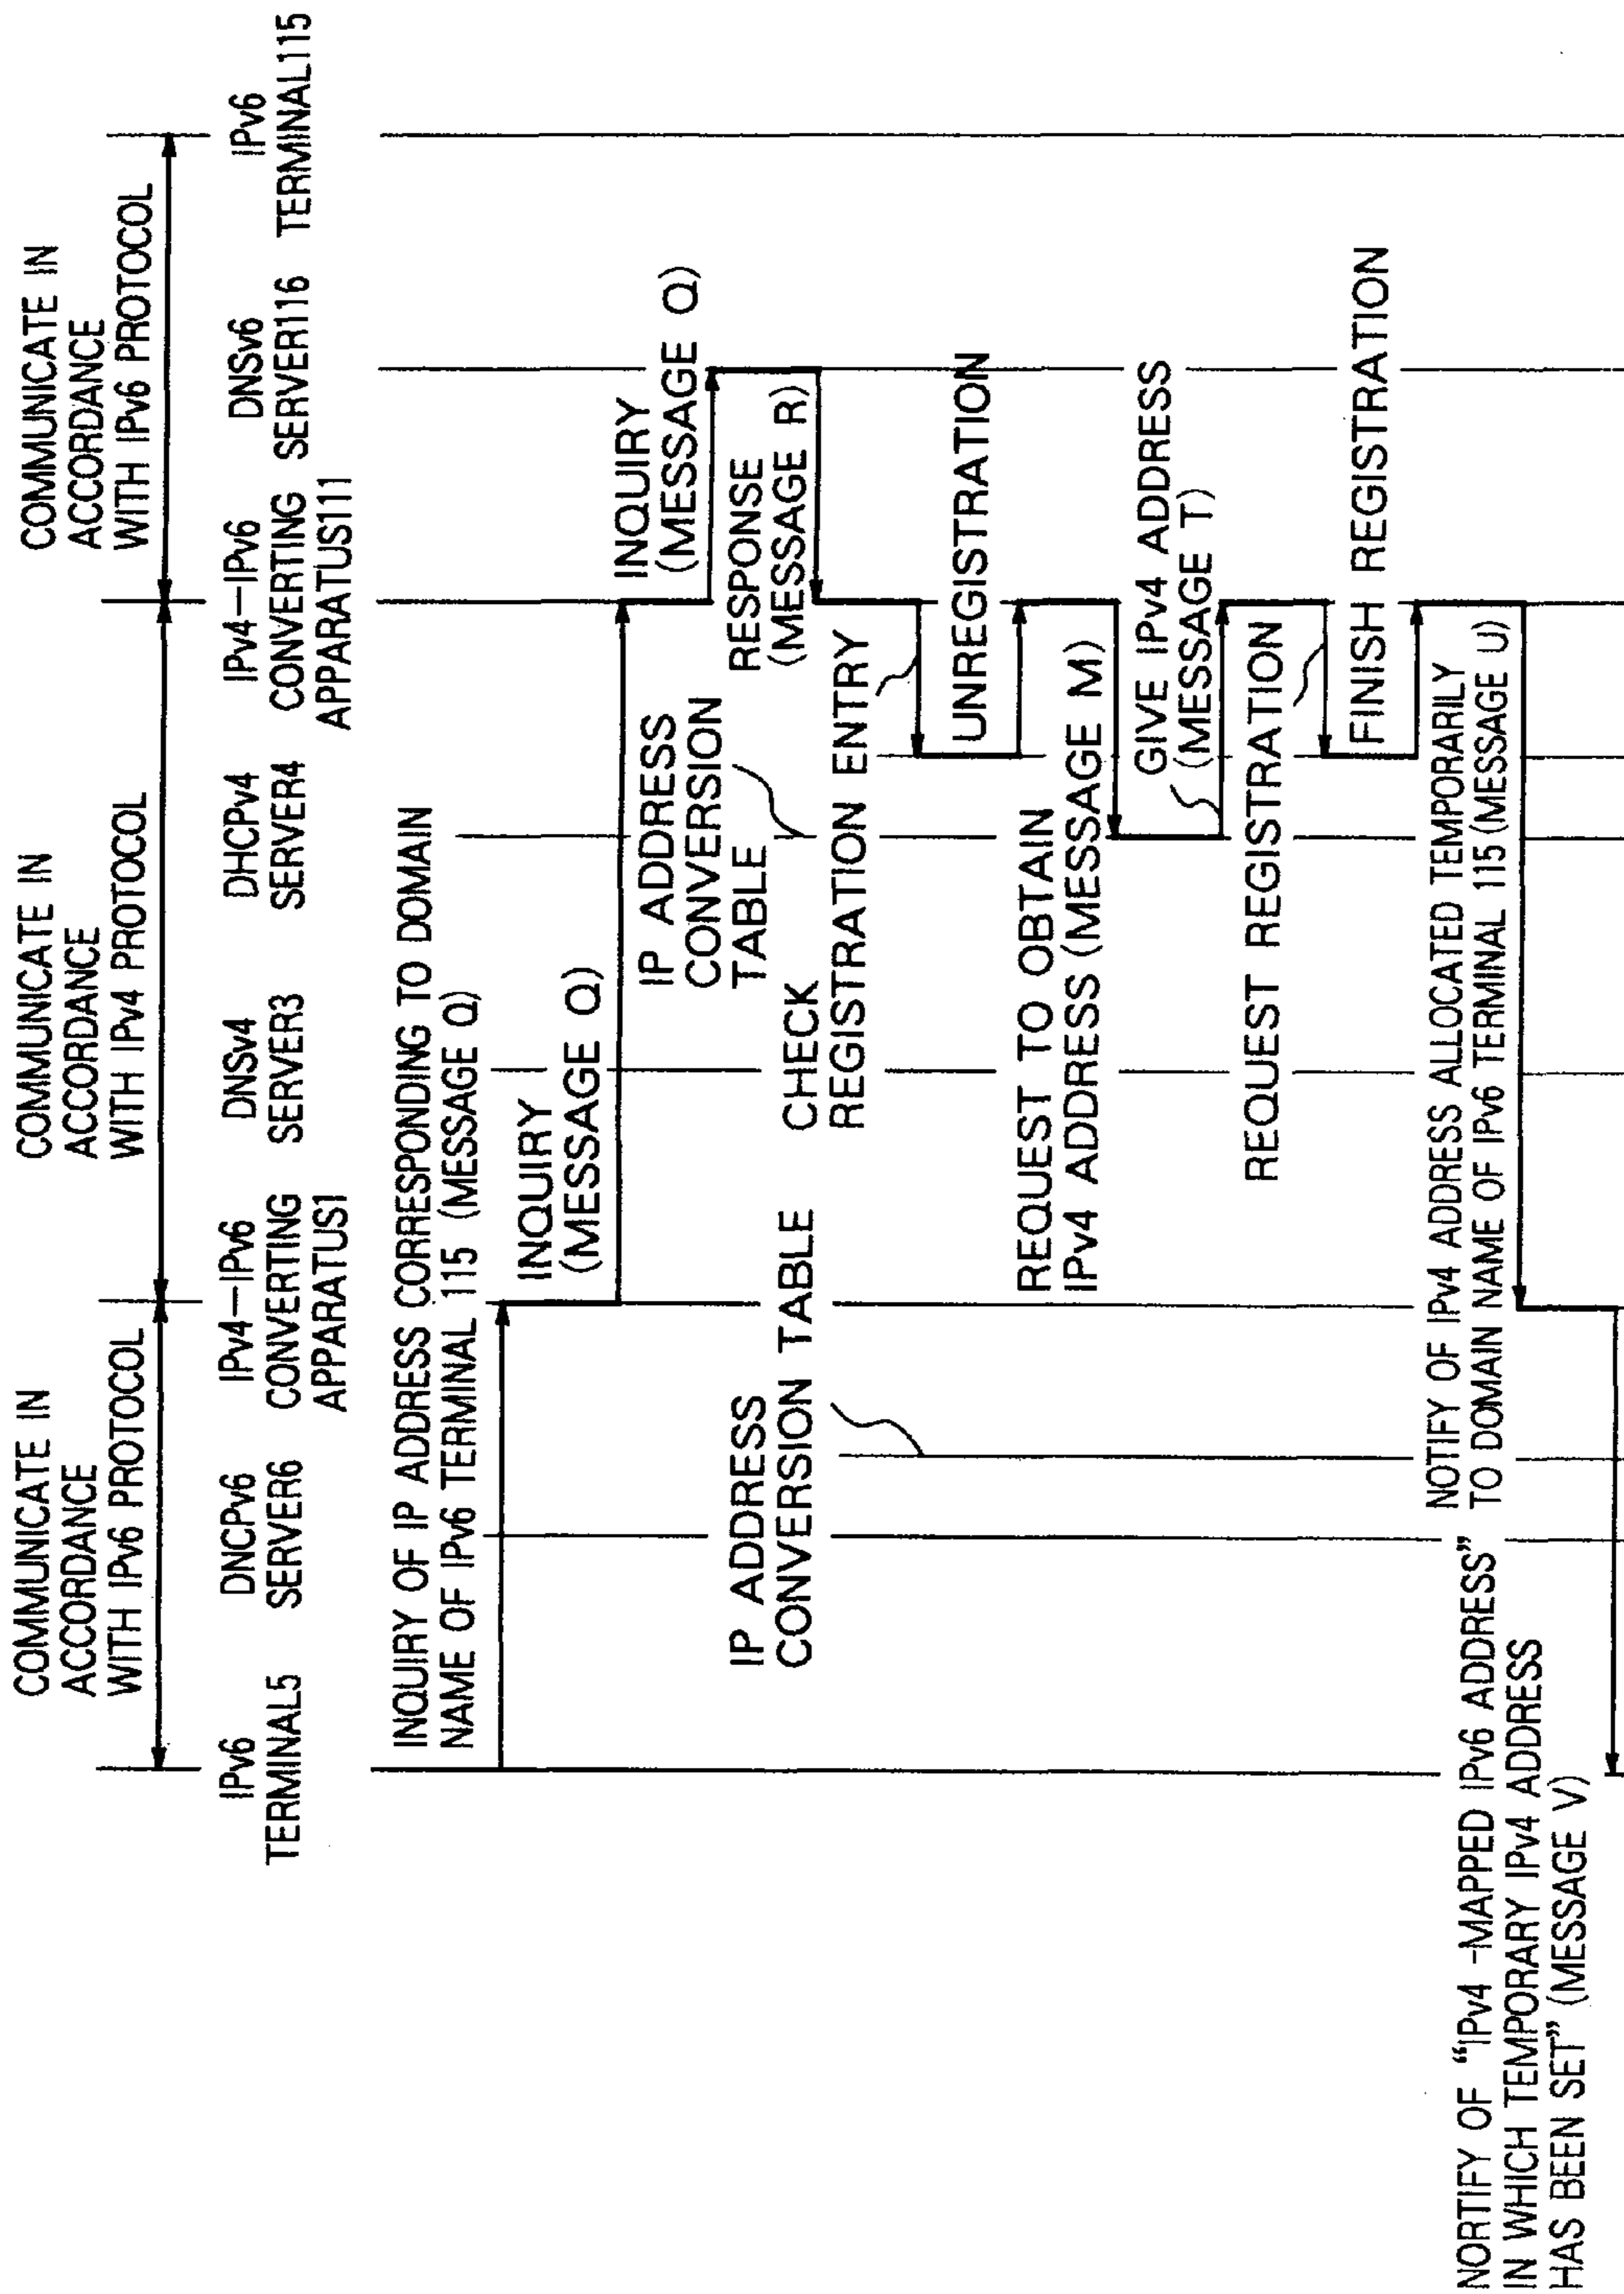 COMMUNICATE IN
ACCORDANCE
WITH IPv6 PROTOCOL
COMMUNICATE IN
ACCORDANCE
WITH IPv4 PROTOCOL
COMMUNICATE IN
ACCORDANCE
WITH IPv6 PROTOCOL
IPv6
TERMINAL5
DNCPv6
SERVER6
IPv4-IPv6
CONVERTING
APPARATUS1
DNSv4
SERVER3
DHCPv4
SERVER4
IPv4-IPv6
CONVERTING
APPARATUS111
DNSv6
SERVER116
IPv6
TERMINAL115
INQUIRY OF IP ADDRESS CORRESPONDING TO DOMAIN
NAME OF IPv6 TERMINAL 115 (MESSAGE Q)
INQUIRY
(MESSAGE Q)
INQUIRY
(MESSAGE Q)
IP ADDRESS
CONVERSION
TABLE
RESPONSE
(MESSAGE R)
IP ADDRESS
CONVERSION TABLE
CHECK
REGISTRATION ENTRY
UNREGISTRATION
REQUEST TO OBTAIN
IPv4 ADDRESS (MESSAGE M)
GIVE IPv4 ADDRESS
(MESSAGE T)
REQUEST REGISTRATION
FINISH REGISTRATION
NOTIFY OF IPv4 ADDRESS ALLOCATED TEMPORARILY
TO DOMAIN NAME OF IPv6 TERMINAL 115 (MESSAGE U)
NORTIFY OF “IPv4 -MAPPED IPv6 ADDRESS”
IN WHICH TEMPORARY IPv4 ADDRESS
HAS BEEN SET” (MESSAGE V)